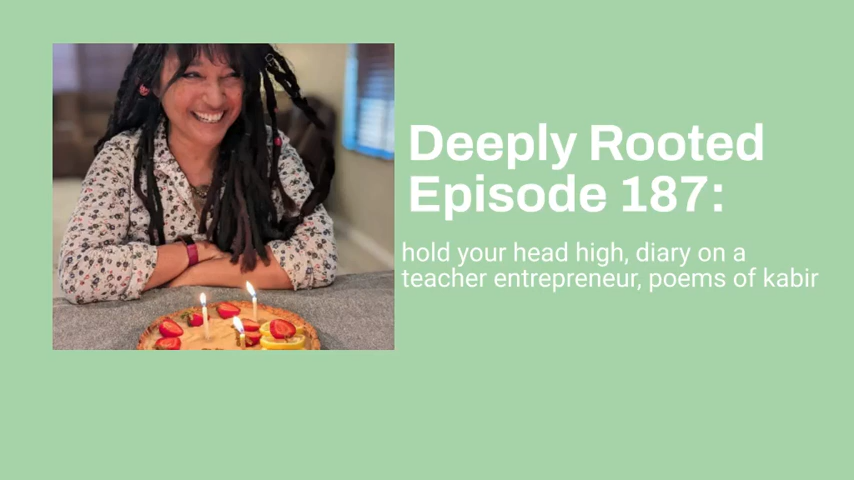 Deeply Rooted
Episode 187:
hold your head high, diary on a
teacher entrepreneur, poems of kabir